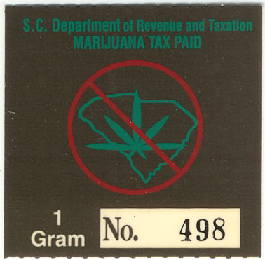 S.C. Department of Revenue and Taxation
MARIJUANA TAX PAID
1
Gram
No. 498